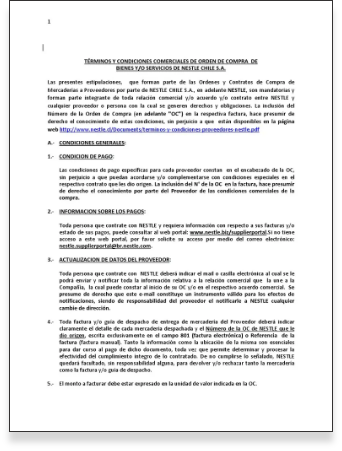 1
TÉRMINOS Y CONDICIONES COMERCIALES DE ORDEN DE COMPRA DE
BIENES Y/O SERVICIOS DE NESTLE CHILE S.A.
Las presentes estipulaciones, que forman parte de las Ordenes y Contratos de Compra de
Mercaderías a Proveedores por parte de NESTLE CHILE S.A., en adelante NESTLE, son mandatorias y
forman parte integrante de toda relación comercial y/o acuerdo y/o contrato entre NESTLE y
cualquier proveedor o persona con la cual se generen derechos y obligaciones. La inclusión del
Número de la Orden de Compra (en adelante "OC") en la respectiva factura, hace presumir de
derecho el conocimiento de estas condiciones, sin perjuicio a que están disponibles en la página
web http://www.nestle.cl/Documents/terminos-y-condiciones-proveedores-nestle.pdf
A.- CONDICIONES GENERALES:
1.- CONDICION DE PAGO:
Las condiciones de pago específicas para cada proveedor constan en el encabezado de la OC,
sin perjuicio a que puedan acordarse y/o complementarse con condiciones especiales en el
respectivo contrato que les dio origen. La inclusión del N° de la OC en la factura, hace presumir
de derecho el conocimiento por parte del Proveedor de las condiciones comerciales de la
compra.
2.- INFORMACION SOBRE LOS PAGOS:
Toda persona que contrate con NESTLE y requiera información con respecto a sus facturas y/o
estado de sus pagos, puede consultar al web portal: www.nestle.biz/supplierportal.Si no tiene
acceso a este web portal, por favor solicite su acceso por medio del correo electrónico:
nestle.supplierportal@br.nestle.com.
3.- ACTUALIZACION DE DATOS DEL PROVEEDOR:
Toda persona que contrate con NESTLE deberá indicar el mail o casilla electrónica al cual se le
podrá enviar y notificar toda la información relativa a la relación comercial que la une a la
Compañía, la cual puede constar al inicio de su OC y/o en el respectivo acuerdo comercial. Se
presume de derecho que este e-mail constituye un instrumento válido para los efectos de
notificaciones, siendo de responsabilidad del proveedor el notificarle a NESTLE cualquier
cambio de dirección.
4.- Toda factura y/o guía de despacho de entrega de mercadería del Proveedor deberá indicar
claramente el detalle de cada mercadería despachada y el Número de la OC de NESTLE que le
dio origen, escrita exclusivamente en el campo 801 (factura electrónica) o Referencia de la
factura (factura manual). Tanto la información como la ubicación de la misma son esenciales
para dar curso al pago de dicho documento, toda vez que permite determinar y procesar la
efectividad del cumplimiento íntegro de lo contratado. De no cumplirse lo señalado, NESTLE
quedará facultado, sin responsabilidad alguna, para devolver y/o rechazar tanto la mercadería
como la factura y/o guía de despacho.
5.- El monto a facturar debe estar expresado en la unidad de valor indicada en la OC.